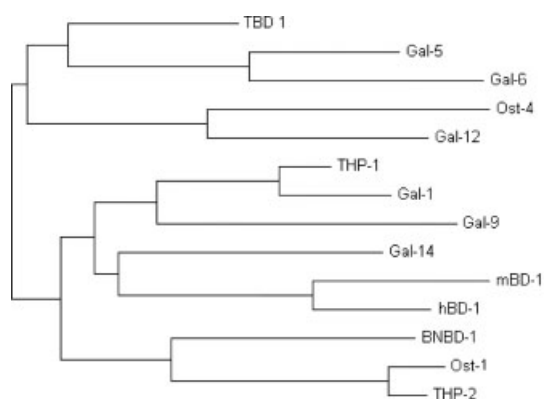 TBD 1
Gal-5
Gal-6
Ost-4
Gal-12
THP-1
Gal-1
Gal-9
Gal-14
mBD-1
hBD-1
BNBD-1
Ost-1
THP-2